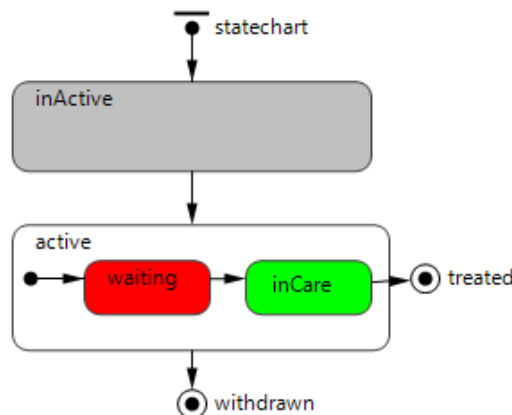 statechart
inActive
active
waiting
inCare
treated
withdrawn